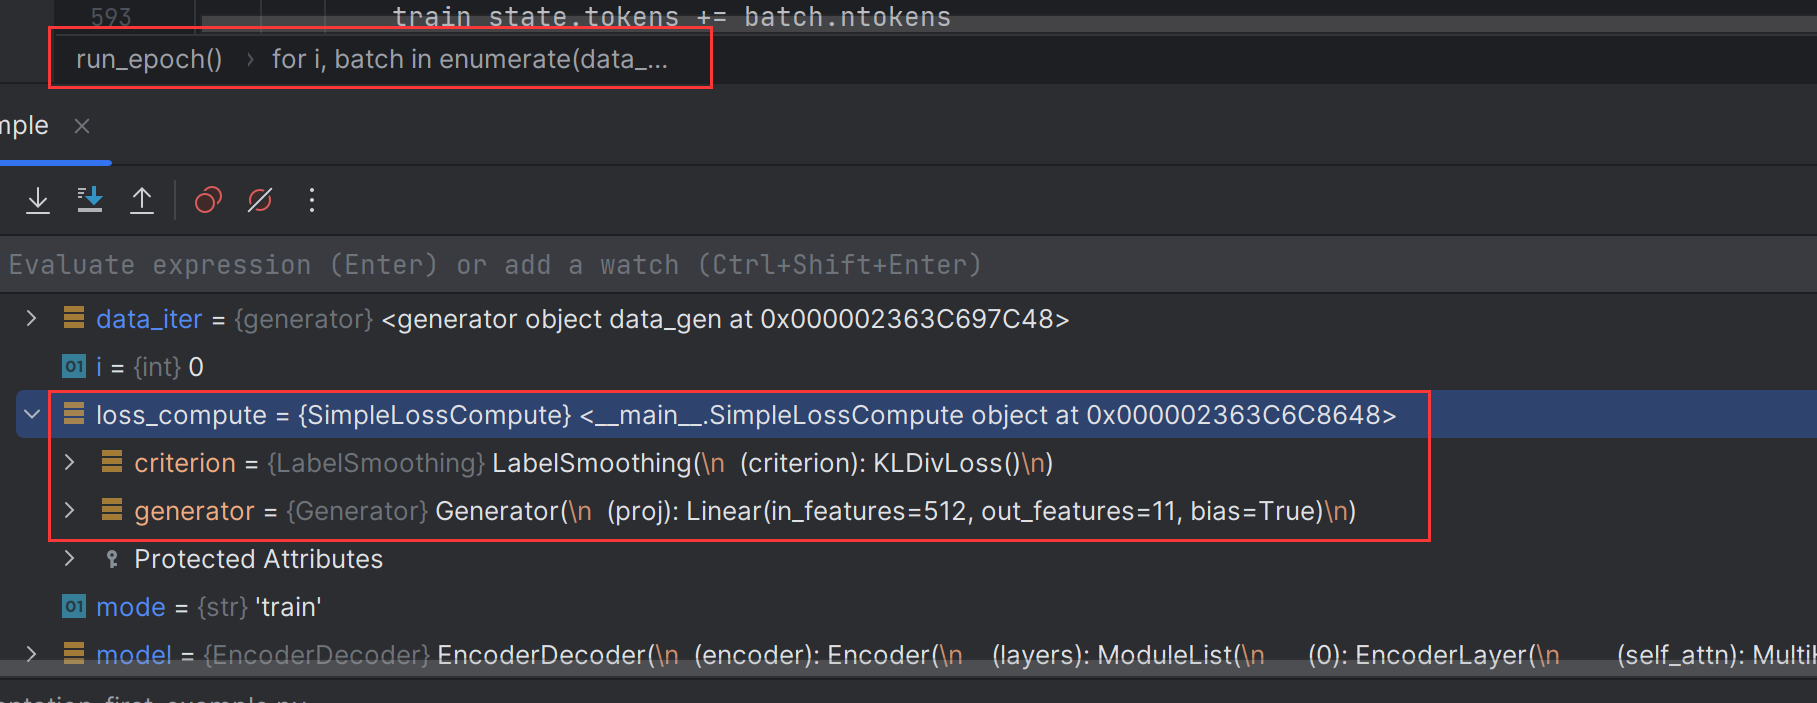 593 train_state.tokens += batch.ntokens
run_epoch() › for i, batch in enumerate(data_...
mple ×
Evaluate expression (Enter) or add a watch (Ctrl+Shift+Enter)
data_iter = {generator} <generator object data_gen at 0x000002363C697C48>
01 i = {int} 0
loss_compute = {SimpleLossCompute} <__main__.SimpleLossCompute object at 0x000002363C6C8648>
criterion = {LabelSmoothing} LabelSmoothing(\n (criterion): KLDivLoss()\n)
generator = {Generator} Generator(\n (proj): Linear(in_features=512, out_features=11, bias=True)\n)
Protected Attributes
01 mode = {str} 'train'
model = {EncoderDecoder} EncoderDecoder(\n (encoder): Encoder(\n (layers): ModuleList(\n (0): EncoderLayer(\n (self_attn): Multi